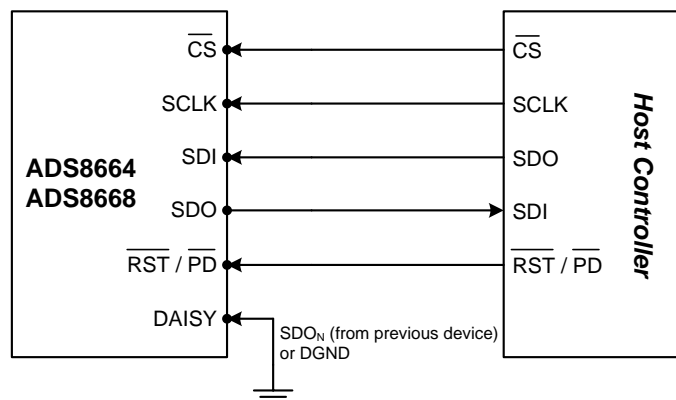 CS CS
SCLK SCLK
SDI SDO
ADS8664
ADS8668
SDO SDI
RST / PD RST / PD
DAISY
SDON (from previous device)
or DGND
Host Controller